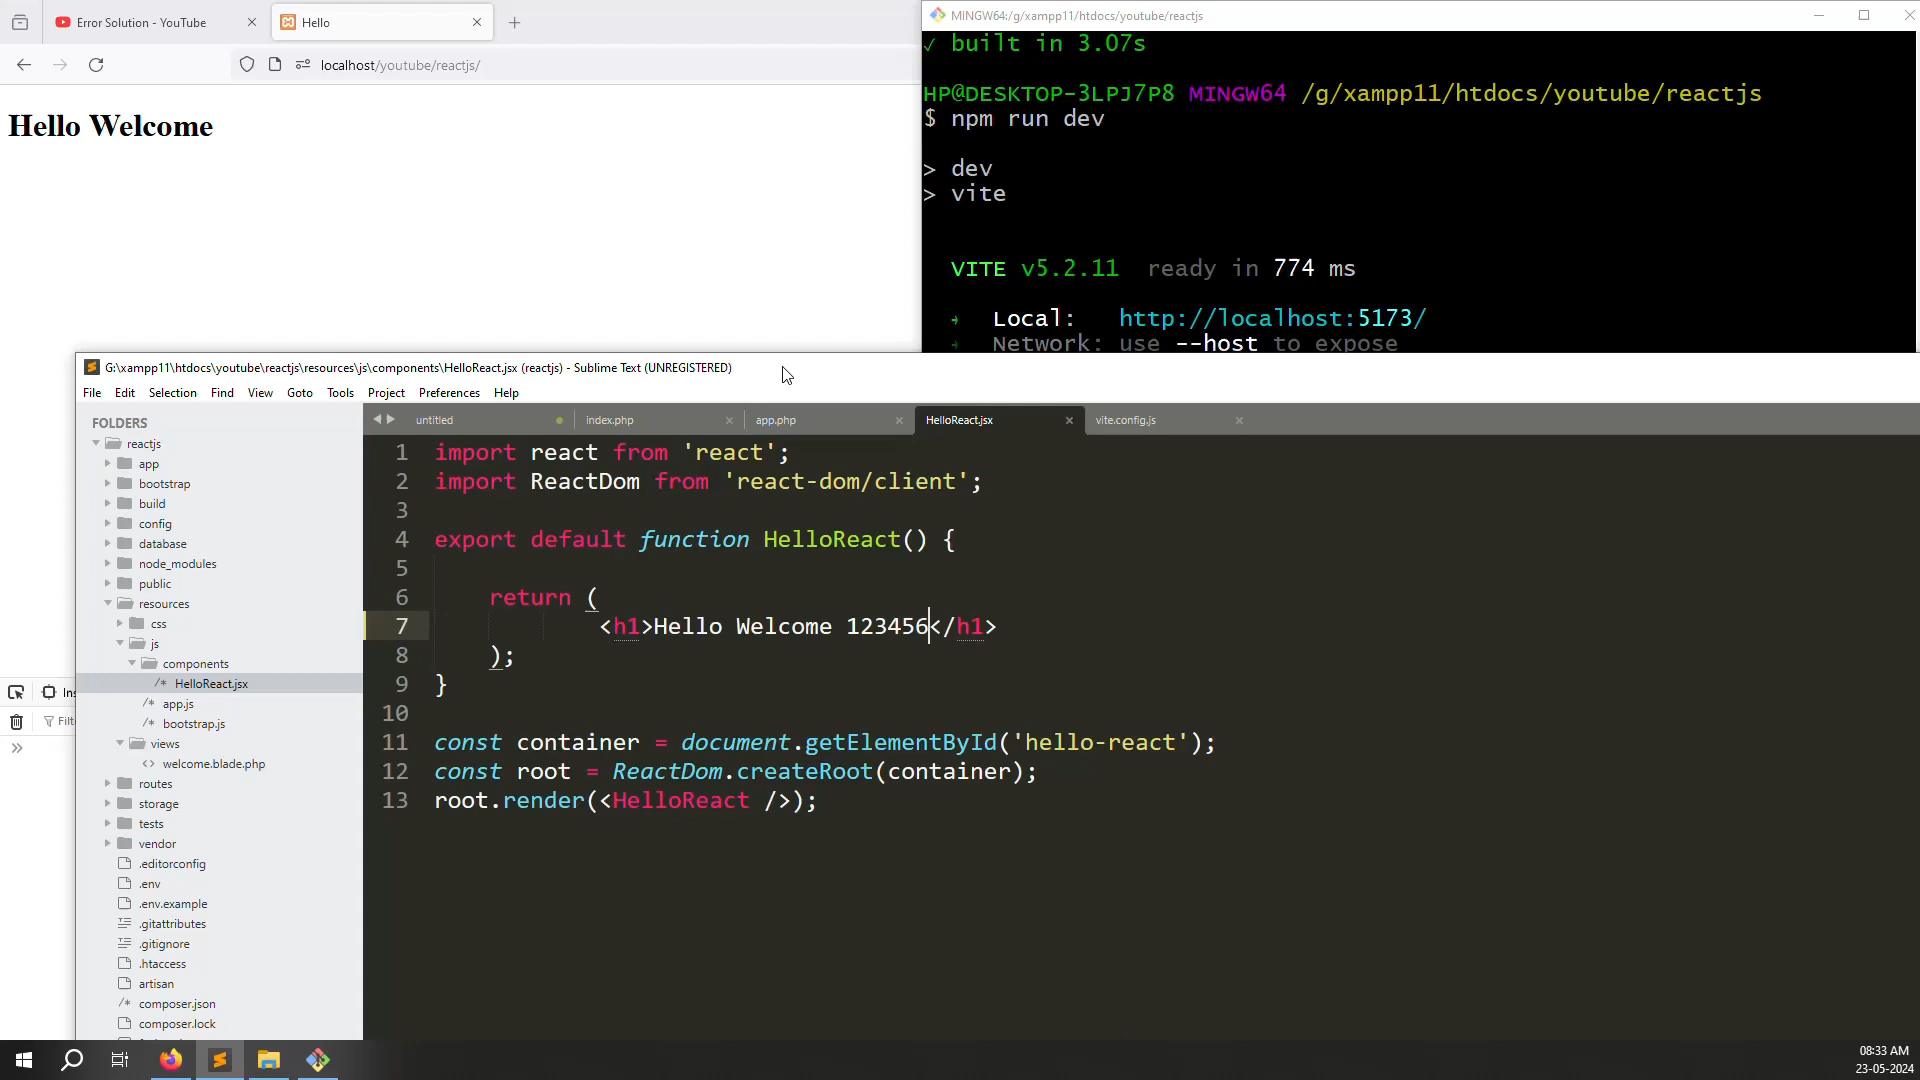 Error Solution - YouTube
Hello
localhost/youtube/reactjs/
Hello Welcome
MINGW64:/g/xampp11/htdocs/youtube/reactjs
✓ built in 3.07s
HP@DESKTOP-3LPJ7P8 MINGW64 /g/xampp11/htdocs/youtube/reactjs
$ npm run dev
> dev
> vite
VITE v5.2.11 ready in 774 ms
➜ Local: http://localhost:5173/
➜ Network: use --host to expose
G:\xampp11\htdocs\youtube\reactjs\resources\js\components\HelloReact.jsx (reactjs) - Sublime Text (UNREGISTERED)
File Edit Selection Find View Goto Tools Project Preferences Help
FOLDERS
reactjs
app
bootstrap
build
config
database
node_modules
public
resources
css
js
components
/* HelloReact.jsx
/* app.js
/* bootstrap.js
views
<> welcome.blade.php
routes
storage
tests
vendor
.editorconfig
.env
.env.example
.gitattributes
.gitignore
.htaccess
artisan
/* composer.json
composer.lock
untitled
index.php
app.php
HelloReact.jsx
vite.config.js
1 import react from 'react';
2 import ReactDom from 'react-dom/client';
3
4 export default function HelloReact() {
5
6 return (
7 <h1>Hello Welcome 123456</h1>
8 );
9 }
10
11 const container = document.getElementById('hello-react');
12 const root = ReactDom.createRoot(container);
13 root.render(<HelloReact />);
Ins
Filt
08:33 AM
23-05-2024